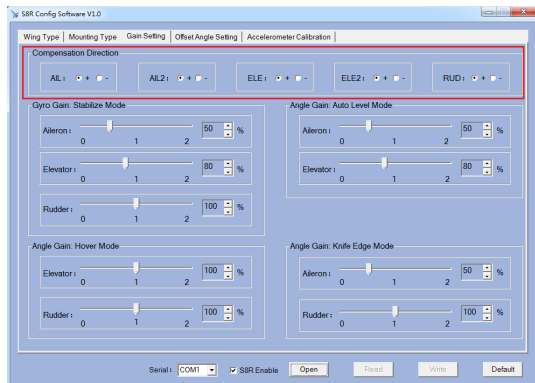 S8R Config Software V1.0
Wing Type Mounting Type Gain Setting Offset Angle Setting Accelerometer Calibration
Compensation Direction
AIL: + - AIL2: + - ELE: + - ELE2: + - RUD: + -
Gyro Gain: Stabilize Mode
Aileron: 50 %
0 1 2
Elevator: 80 %
0 1 2
Rudder: 100 %
0 1 2
Angle Gain: Auto Level Mode
Aileron: 50 %
0 1 2
Elevator: 80 %
0 1 2
Angle Gain: Hover Mode
Elevator: 100 %
0 1 2
Rudder: 100 %
0 1 2
Angle Gain: Knife Edge Mode
Aileron: 50 %
0 1 2
Rudder: 100 %
0 1 2
Serial: COM1 S8R Enable Open Read Write Default